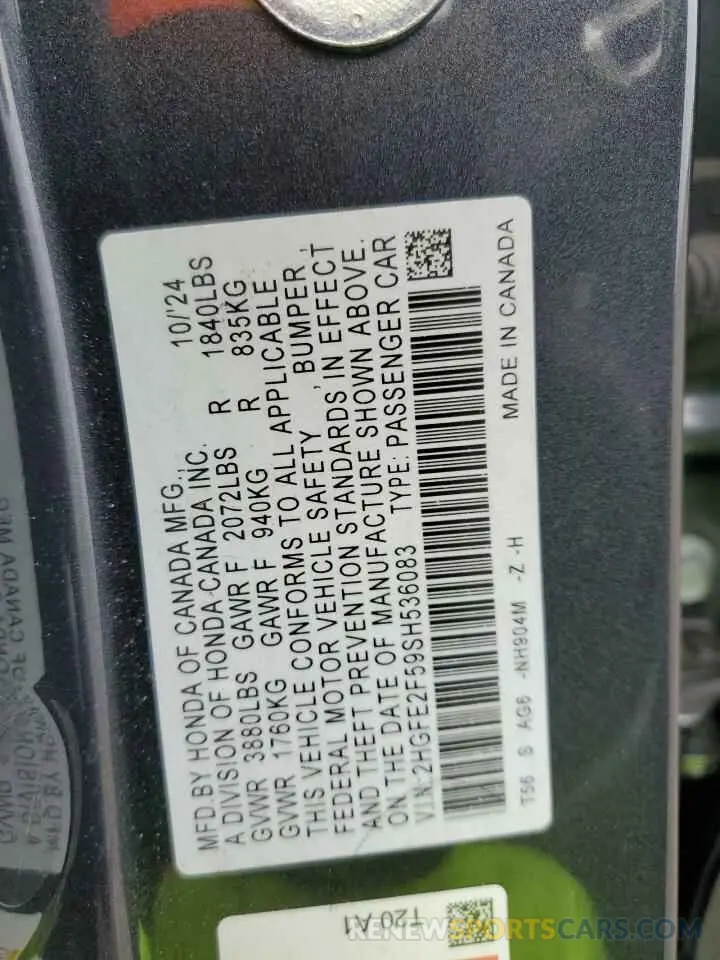 MFD.BY HONDA OF CANADA MFG., 10/'24
A DIVISION OF HONDA CANADA INC.
GVWR 3880LBS GAWR F 2072LBS R 1840LBS
GVWR 1760KG GAWR F 940KG R 835KG
THIS VEHICLE CONFORMS TO ALL APPLICABLE
FEDERAL MOTOR VEHICLE SAFETY, BUMPER,
AND THEFT PREVENTION STANDARDS, IN EFFECT
ON THE DATE OF MANUFACTURE SHOWN ABOVE.
VIN:2HGFE2F59SH536083 TYPE: PASSENGER CAR
T56 S AG6 -NH904M -Z -H MADE IN CANADA
T20 A1
RENEWSPORTSCARS.COM